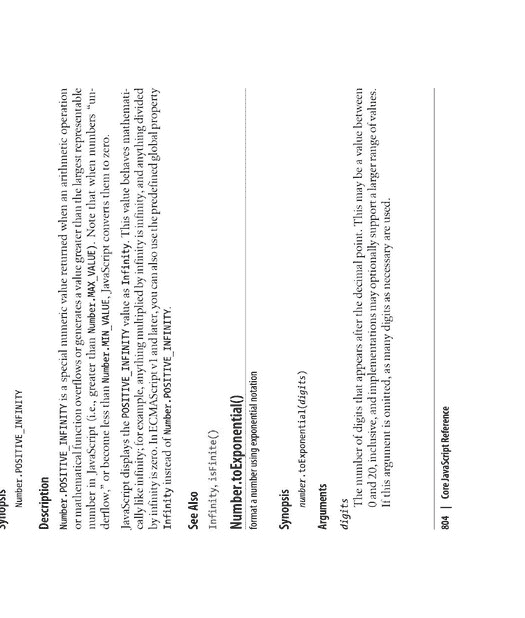 Synopsis
Number.POSITIVE_INFINITY
Description
Number.POSITIVE_INFINITY is a special numeric value returned when an arithmetic operation
or mathematical function overflows or generates a value greater than the largest representable
number in JavaScript (i.e., greater than Number.MAX_VALUE). Note that when numbers “un-
derflow,” or become less than Number.MIN_VALUE, JavaScript converts them to zero.
JavaScript displays the POSITIVE_INFINITY value as Infinity. This value behaves mathemati-
cally like infinity; for example, anything multiplied by infinity is infinity, and anything divided
by infinity is zero. In ECMAScript v1 and later, you can also use the predefined global property
Infinity instead of Number.POSITIVE_INFINITY.
See Also
Infinity, isFinite()
Number.toExponential()
format a number using exponential notation
Synopsis
number.toExponential(digits)
Arguments
digits
The number of digits that appears after the decimal point. This may be a value between
0 and 20, inclusive, and implementations may optionally support a larger range of values.
If this argument is omitted, as many digits as necessary are used.
804 | Core JavaScript Reference